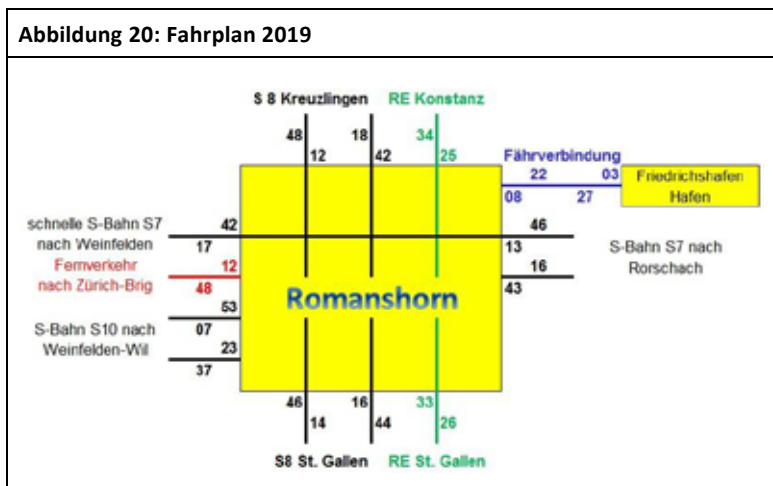 Abbildung 20: Fahrplan 2019
S 8 Kreuzlingen RE Konstanz
48 18 34
12 42 25
Fährverbindung
22 03
08 27
Friedrichshafen
Hafen
schnelle S-Bahn S7
nach Weinfelden
42
17
46
13
S-Bahn S7 nach
Rorschach
Fernverkehr
nach Zürich-Brig
12
48
16
43
Romanshorn
S-Bahn S10 nach
Weinfelden-Wil
53
07
23
37
46 16 33
14 44 26
S8 St. Gallen RE St. Gallen